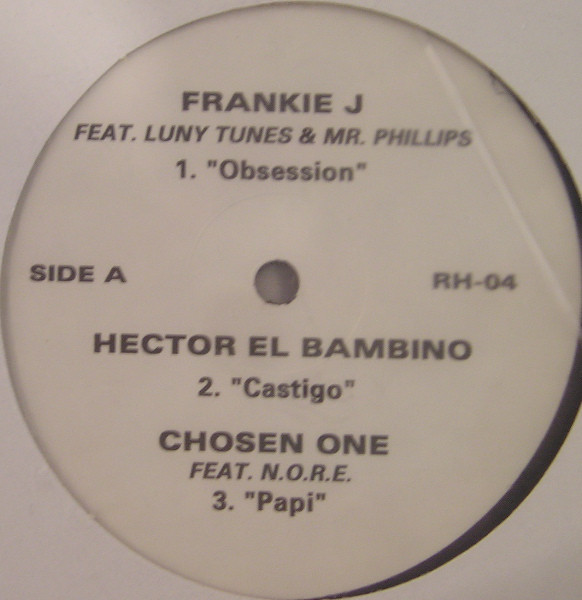 FRANKIE J
FEAT. LUNY TUNES & MR. PHILLIPS
1. "Obsession"
SIDE A
RH-04
HECTOR EL BAMBINO
2. "Castigo"
CHOSEN ONE
FEAT. N.O.R.E.
3. "Papi"